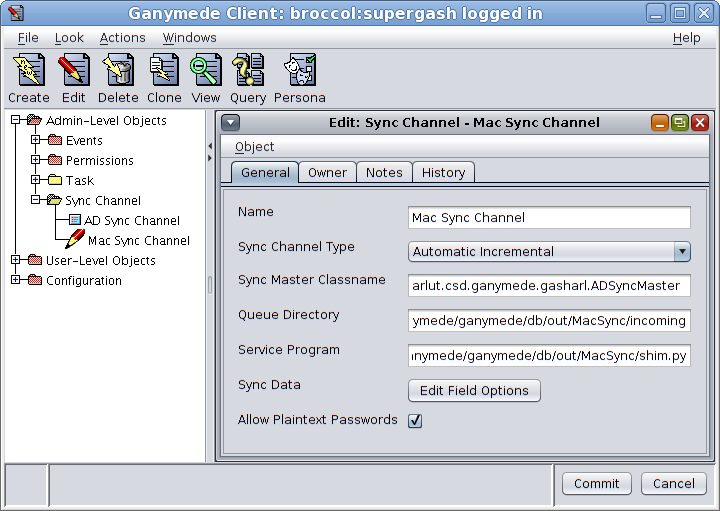 Ganymede Client: broccol:supergash logged in
File Look Actions Windows Help
Create Edit Delete Clone View Query Persona
Admin-Level Objects
Events
Permissions
Task
Sync Channel
AD Sync Channel
Mac Sync Channel
User-Level Objects
Configuration
Edit: Sync Channel - Mac Sync Channel
Object
General Owner Notes History
Name Mac Sync Channel
Sync Channel Type Automatic Incremental
Sync Master Classname arlut.csd.ganymede.gasharl.ADSyncMaster
Queue Directory ymede/ganymede/db/out/MacSync/incoming
Service Program nymede/ganymede/db/out/MacSync/shim.py
Sync Data Edit Field Options
Allow Plaintext Passwords
Commit Cancel